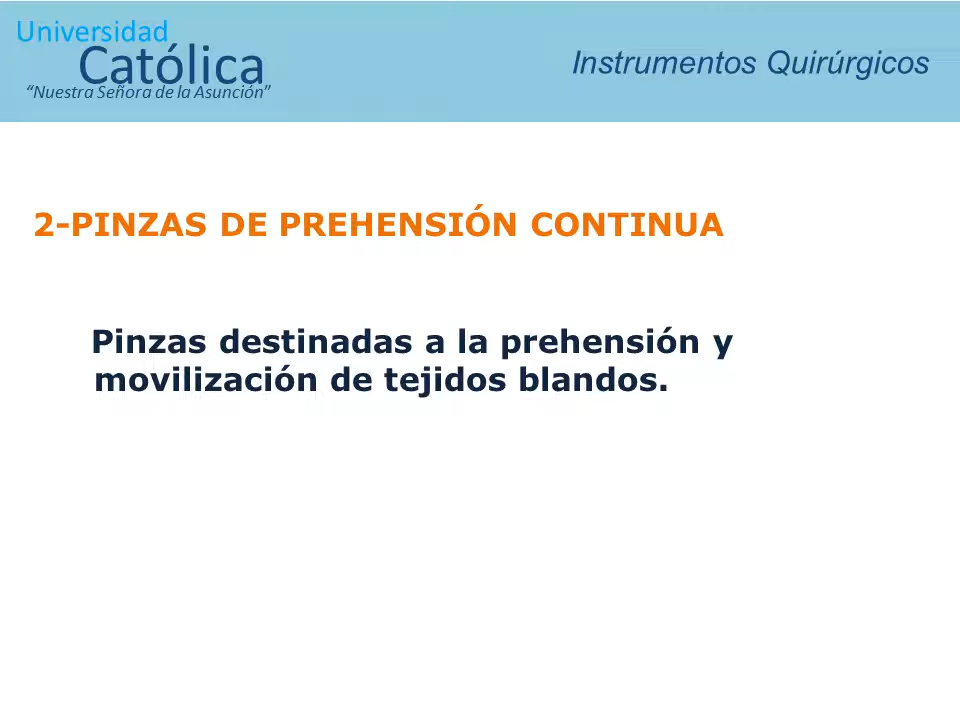 Universidad
Católica
“Nuestra Señora de la Asunción”
Instrumentos Quirúrgicos
2-PINZAS DE PREHENSIÓN CONTINUA
Pinzas destinadas a la prehensión y
movilización de tejidos blandos.